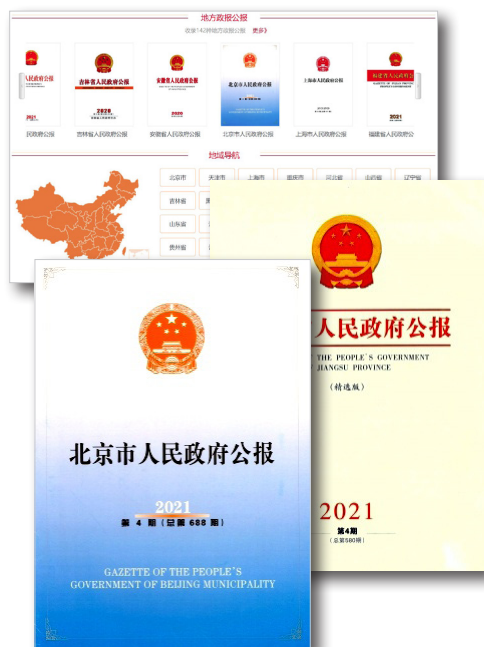 地方政报公报
收录142种地方政报公报 更多》
吉林省人民政府公报
安徽省人民政府公报
北京市人民政府公报
上海市人民政府公报
福建省人民政府公报
2021
2020
2020
2021
民政府公报
吉林省人民政府公报
安徽省人民政府公报
北京市人民政府公报
上海市人民政府公报
福建省人民政府公
地域导航
北京市
天津市
上海市
重庆市
河北省
山西省
辽宁省
吉林省
山东省
贵州省
人民政府公报
THE PEOPLE'S GOVERNMENT
JIANGSU PROVINCE
(精选版)
2021
第4期
(总第580期)
北京市人民政府公报
2021
第 4 期(总第 688 期)
GAZETTE OF THE PEOPLE'S
GOVERNMENT OF BEIJING MUNICIPALITY